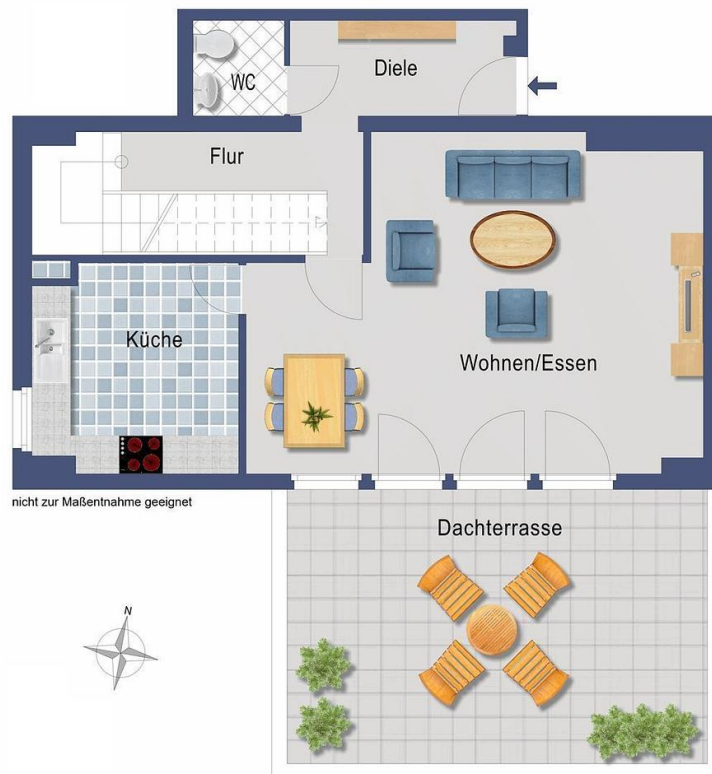 WC
Diele
Flur
Küche
Wohnen/Essen
nicht zur Maßentnahme geeignet
Dachterrasse
N